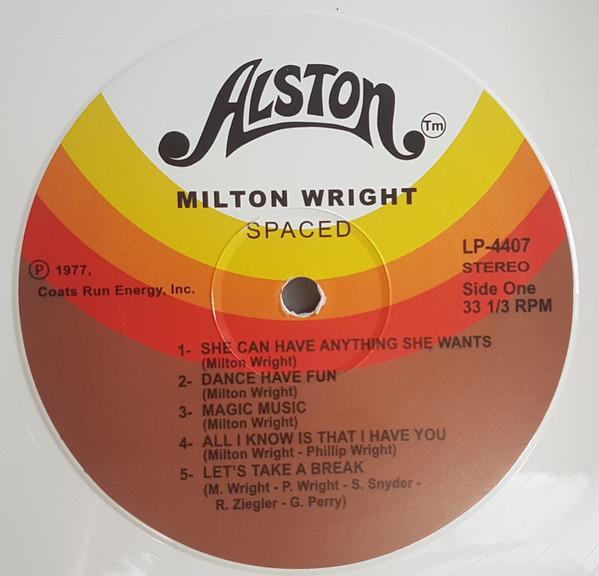 ALSTON
Tm
MILTON WRIGHT
SPACED
LP-4407
STEREO
Side One
33 1/3 RPM
Ⓟ 1977,
Coats Run Energy, Inc.
1- SHE CAN HAVE ANYTHING SHE WANTS
(Milton Wright)
2- DANCE HAVE FUN
(Milton Wright)
3- MAGIC MUSIC
(Milton Wright)
4- ALL I KNOW IS THAT I HAVE YOU
(Milton Wright - Phillip Wright)
5- LET'S TAKE A BREAK
(M. Wright - P. Wright - S. Snyder -
R. Ziegler - G. Perry)